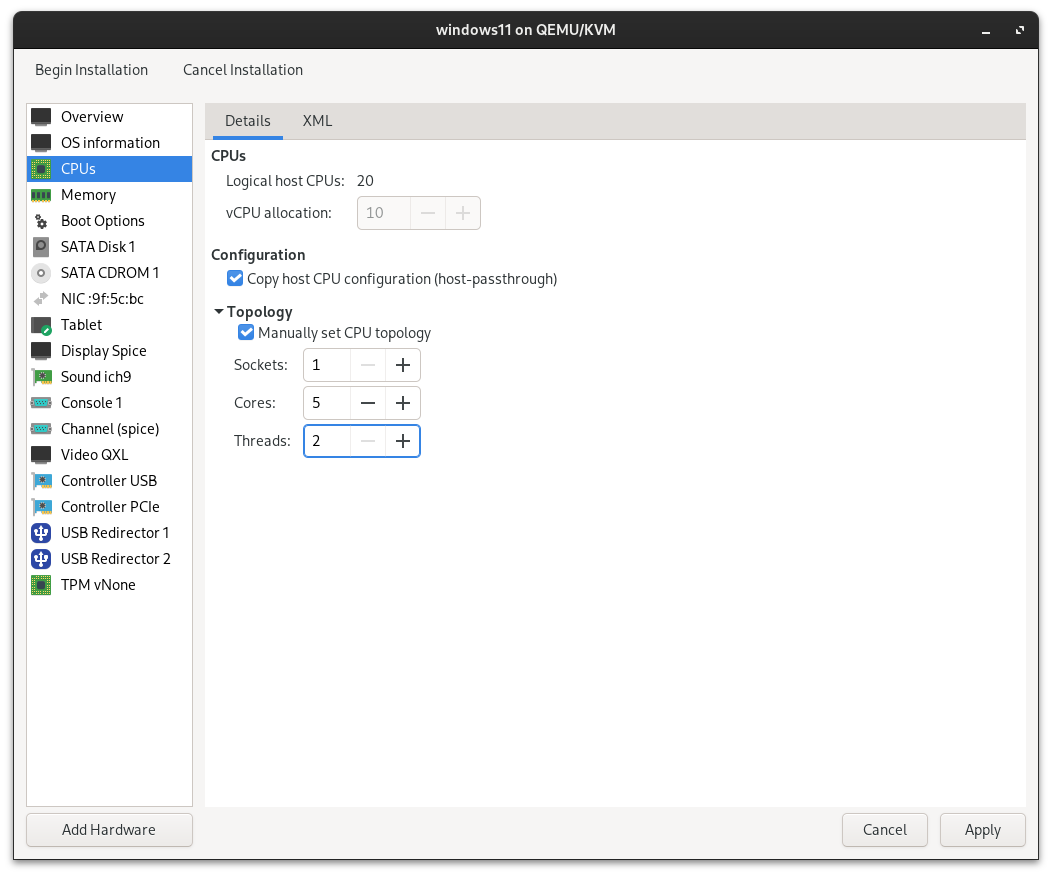 windows11 on QEMU/KVM
Begin Installation Cancel Installation
Overview
OS information
CPUs
Memory
Boot Options
SATA Disk 1
SATA CDROM 1
NIC :9f:5c:bc
Tablet
Display Spice
Sound ich9
Console 1
Channel (spice)
Video QXL
Controller USB
Controller PCIe
USB Redirector 1
USB Redirector 2
TPM vNone
Add Hardware
Details XML
CPUs
Logical host CPUs: 20
vCPU allocation: 10
Configuration
Copy host CPU configuration (host-passthrough)
Topology
Manually set CPU topology
Sockets: 1
Cores: 5
Threads: 2
Cancel Apply